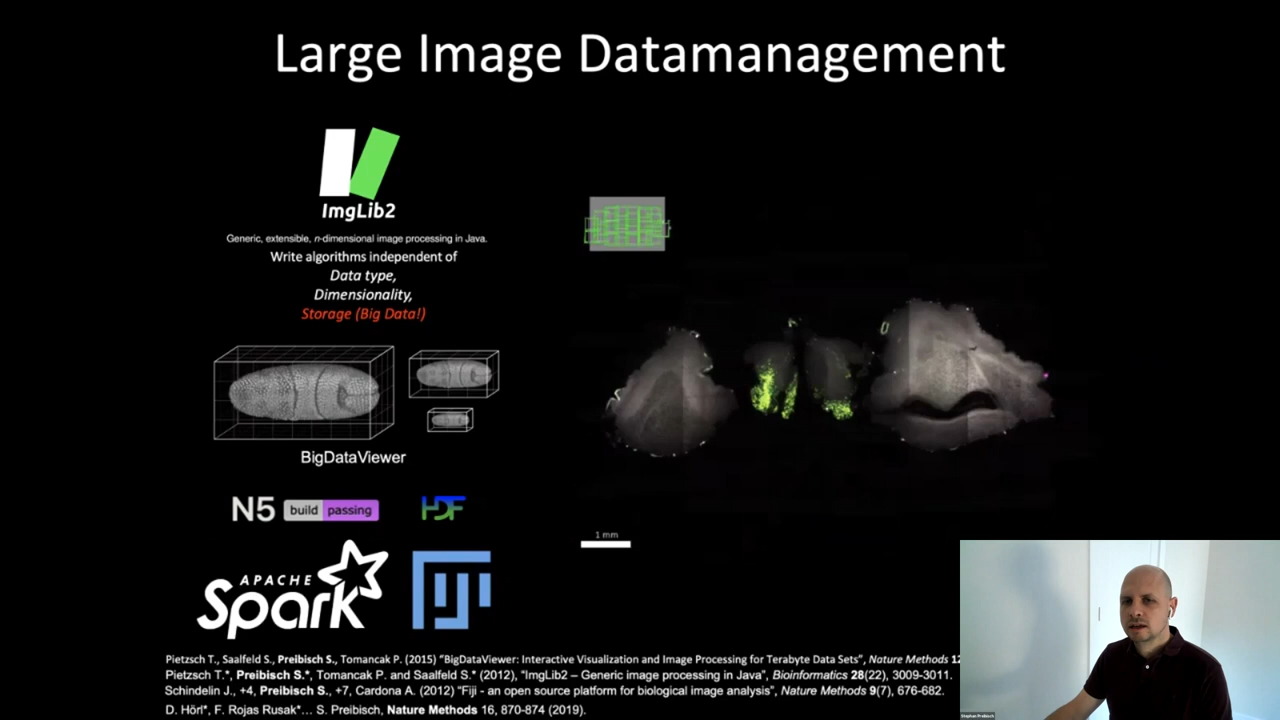 Large Image Datamanagement
ImgLib2
Generic, extensible, n-dimensional image processing in Java.
Write algorithms independent of
Data type,
Dimensionality,
Storage (Big Data!)
BigDataViewer
N5 build passing
HDF
APACHE
Spark
FIJI
1 mm
Pietzsch T., Saalfeld S., Preibisch S., Tomancak P. (2015) “BigDataViewer: Interactive Visualization and Image Processing for Terabyte Data Sets”, Nature Methods 12
Pietzsch T.*, Preibisch S.*, Tomancak P. and Saalfeld S.* (2012), “ImgLib2 – Generic image processing in Java”, Bioinformatics 28(22), 3009-3011.
Schindelin J., +4, Preibisch S., +7, Cardona A. (2012) “Fiji - an open source platform for biological image analysis”, Nature Methods 9(7), 676-682.
D. Hörl*, F. Rojas Rusak*… S. Preibisch, Nature Methods 16, 870-874 (2019).
Stephan Preibisch